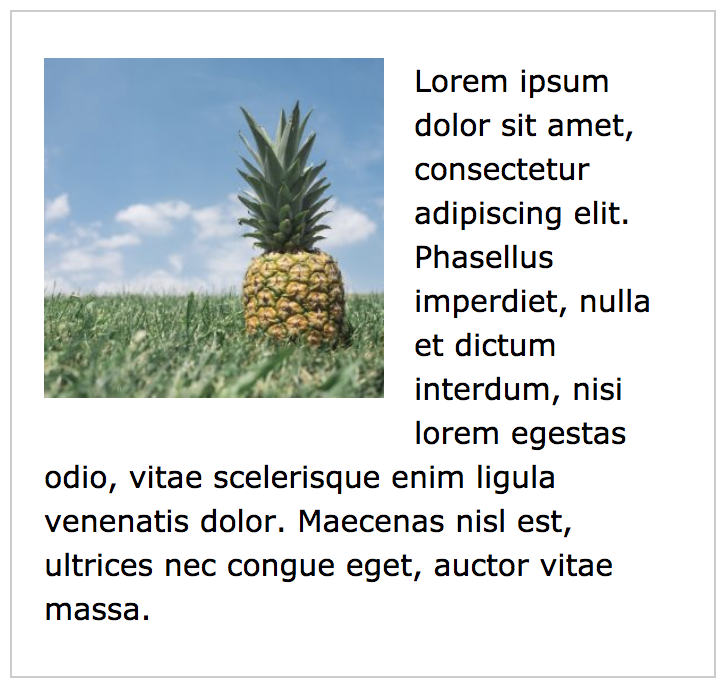 Lorem ipsum
dolor sit amet,
consectetur
adipiscing elit.
Phasellus
imperdiet, nulla
et dictum
interdum, nisi
lorem egestas
odio, vitae scelerisque enim ligula
venenatis dolor. Maecenas nisl est,
ultrices nec congue eget, auctor vitae
massa.